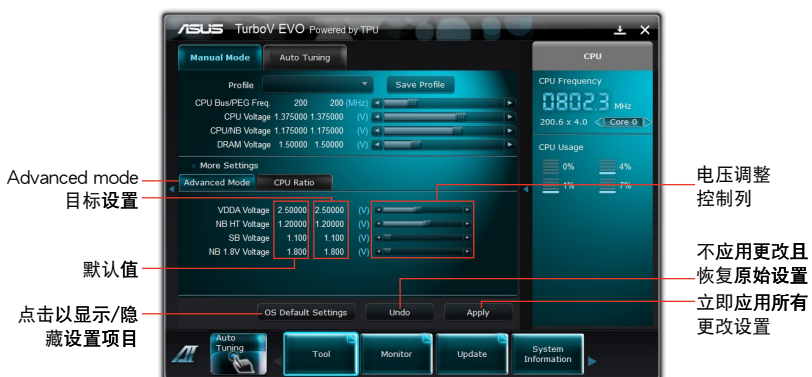 ASUS TurboV EVO Powered by TPU
Manual Mode Auto Tuning
Profile Save Profile
CPU Bus/PEG Freq. 200 200 (MHz)
CPU Voltage 1.375000 1.375000 (V)
CPU/NB Voltage 1.175000 1.175000 (V)
DRAM Voltage 1.50000 1.50000 (V)
More Settings
Advanced Mode CPU Ratio
VDDA Voltage 2.50000 2.50000 (V)
NB HT Voltage 1.20000 1.20000 (V)
SB Voltage 1.100 1.100 (V)
NB 1.8V Voltage 1.800 1.800 (V)
OS Default Settings Undo Apply
CPU
CPU Frequency
0802.3 MHz
200.6 x 4.0 Core 0
CPU Usage
0% 4%
1% 7%
Auto
Tuning
Tool
Monitor
Update
System
Information
Advanced mode
目标设置
默认值
点击以显示/隐
藏设置项目
电压调整
控制列
不应用更改且
恢复原始设置
立即应用所有
更改设置